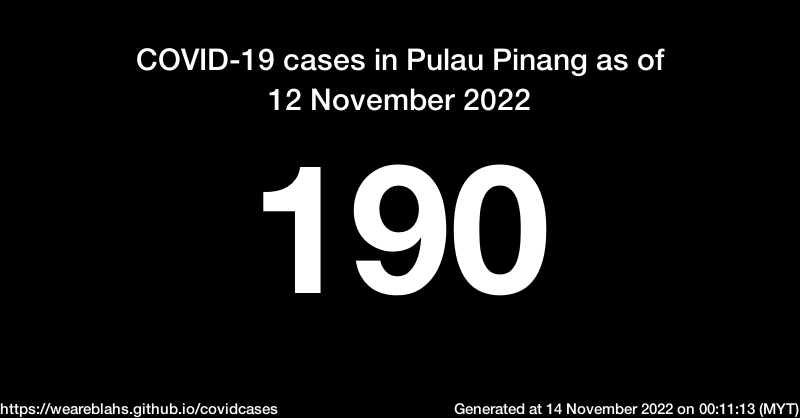 COVID-19 cases in Pulau Pinang as of
12 November 2022
190
https://weareblahs.github.io/covidcases
Generated at 14 November 2022 on 00:11:13 (MYT)